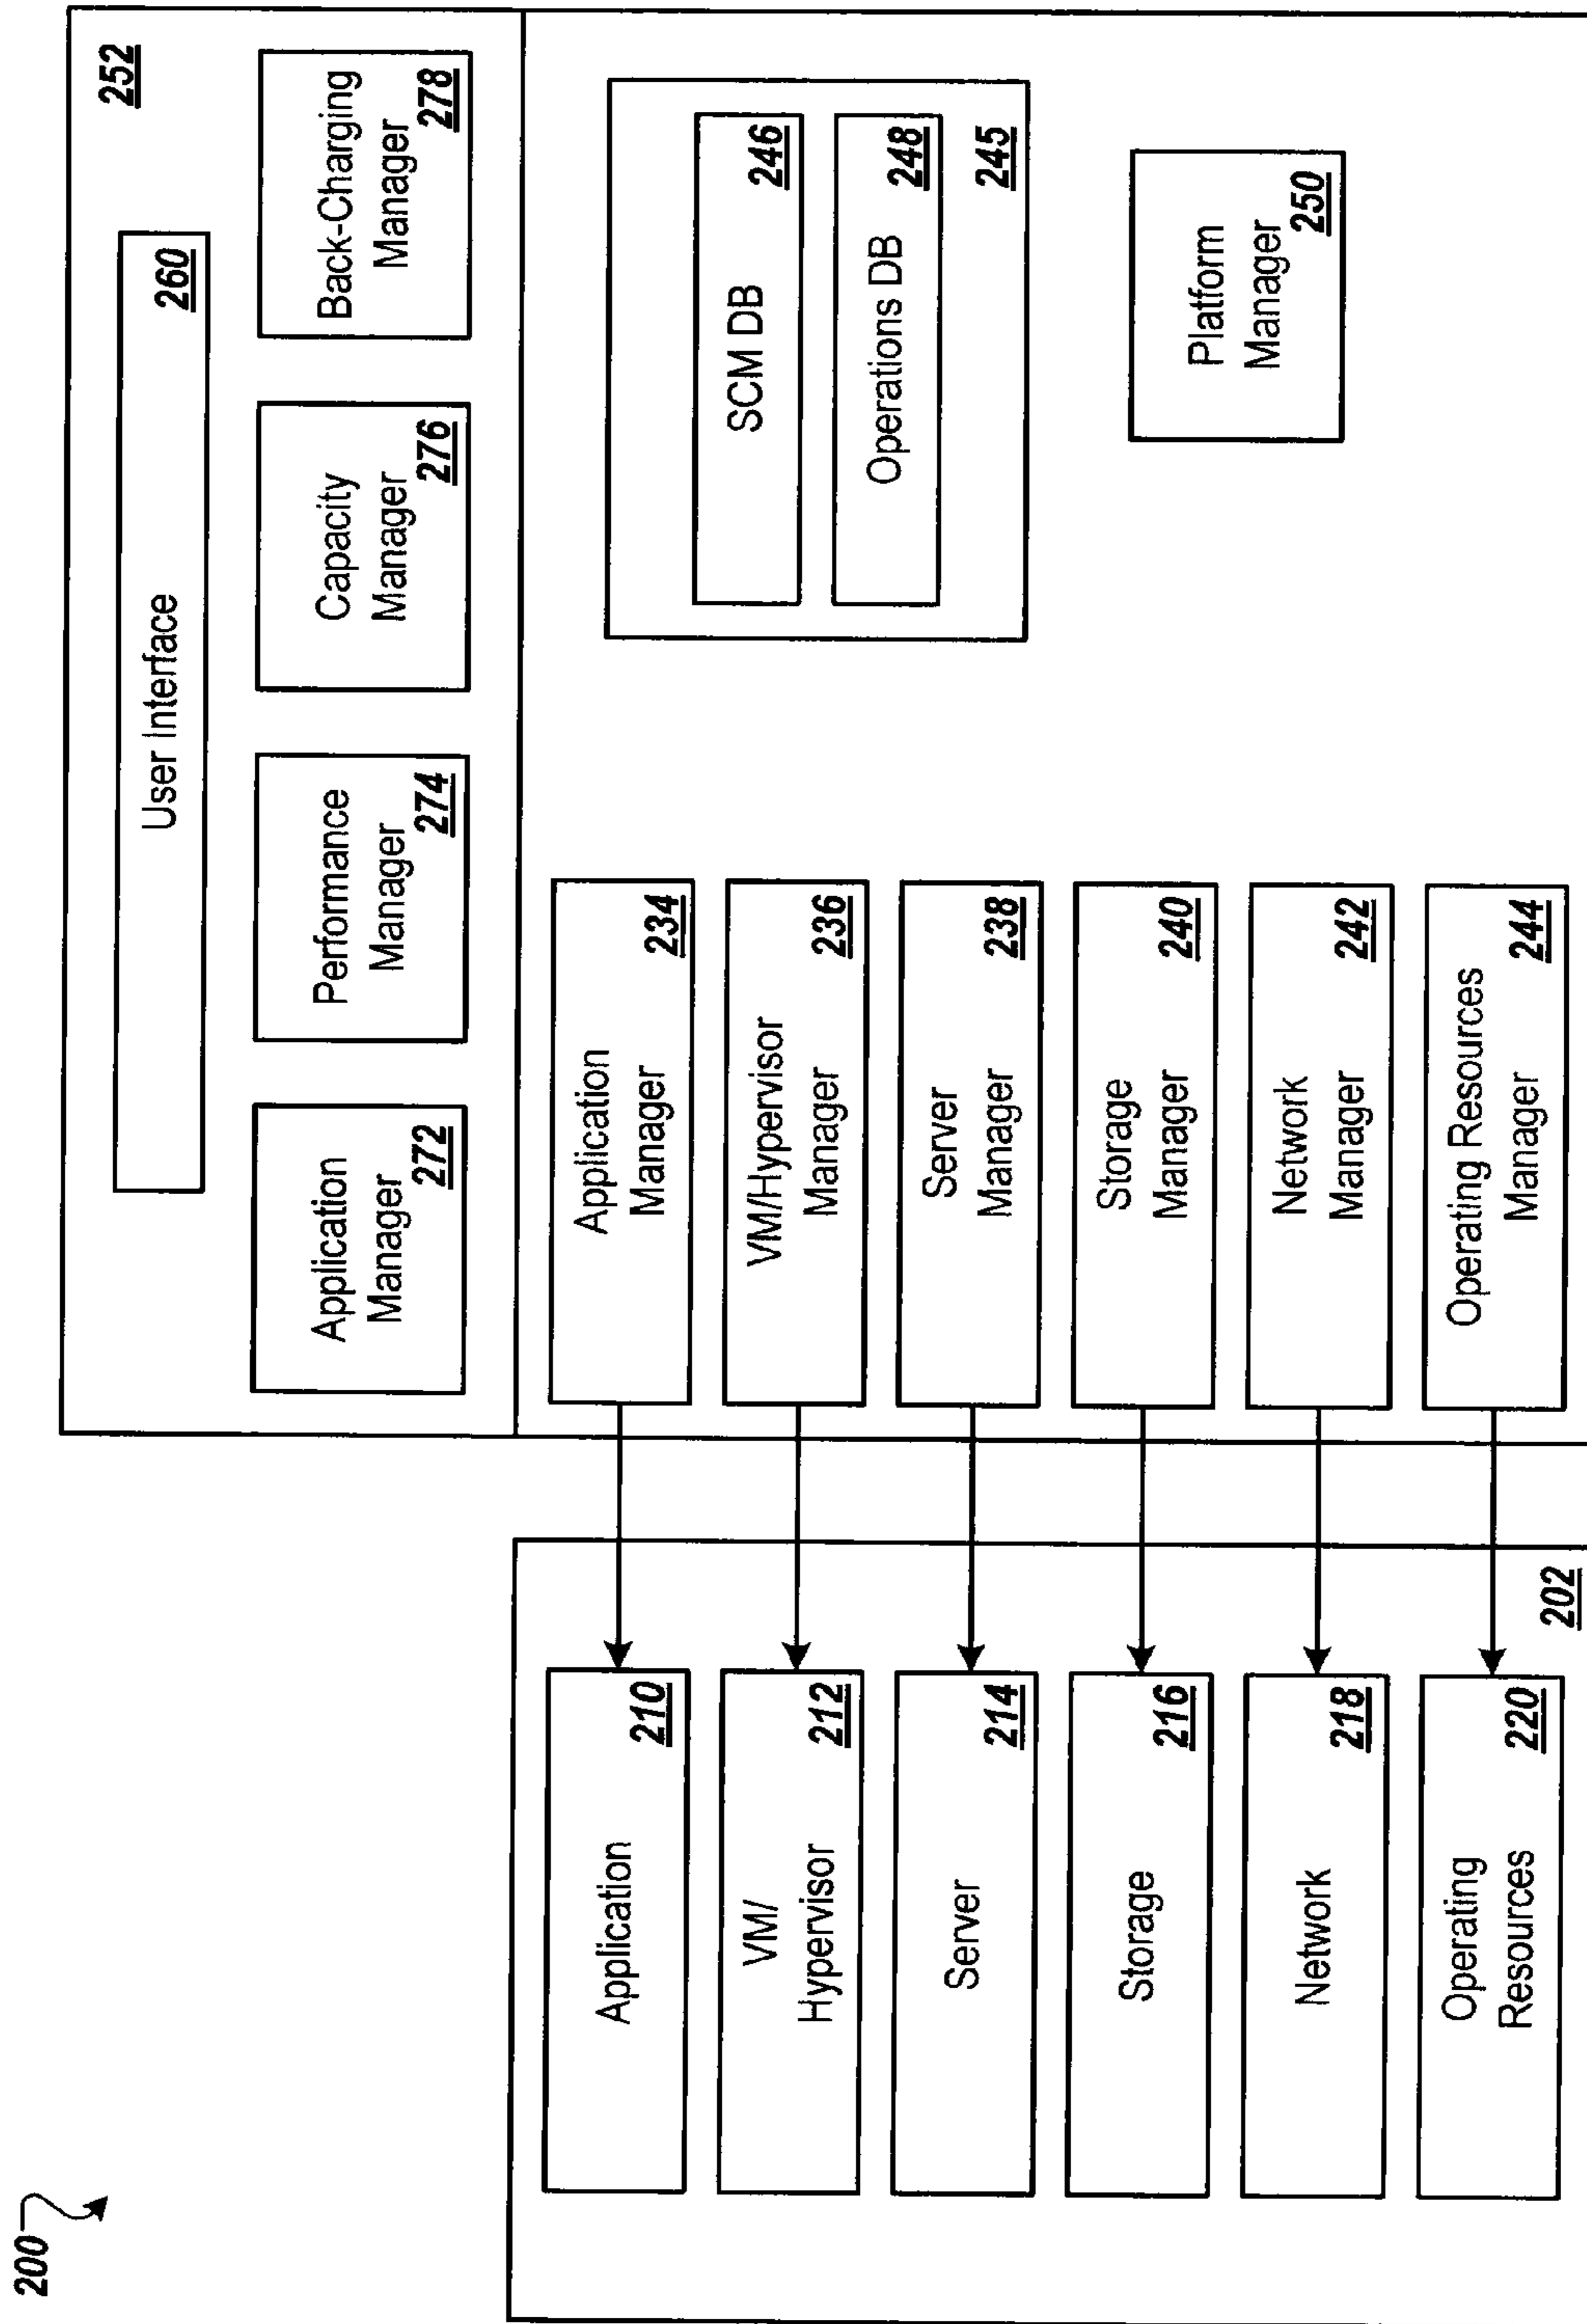 200
252
User Interface
260
Application
Manager
272
Performance
Manager
274
Capacity
Manager
276
Back-Charging
Manager
278
Application
210
Application
Manager
234
VM/
Hypervisor
212
VM/Hypervisor
Manager
236
Server
214
Server
Manager
238
Storage
216
Storage
Manager
240
Network
218
Network
Manager
242
Operating
Resources
220
Operating Resources
Manager
244
202
SCM DB
246
Operations DB
248
245
Platform
Manager
250